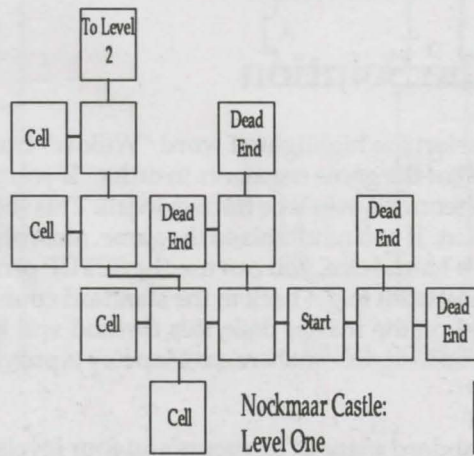 To Level
2
Cell
Dead
End
Cell
Dead
End
Dead
End
Cell
Start
Dead
End
Cell
Nockmaar Castle:
Level One